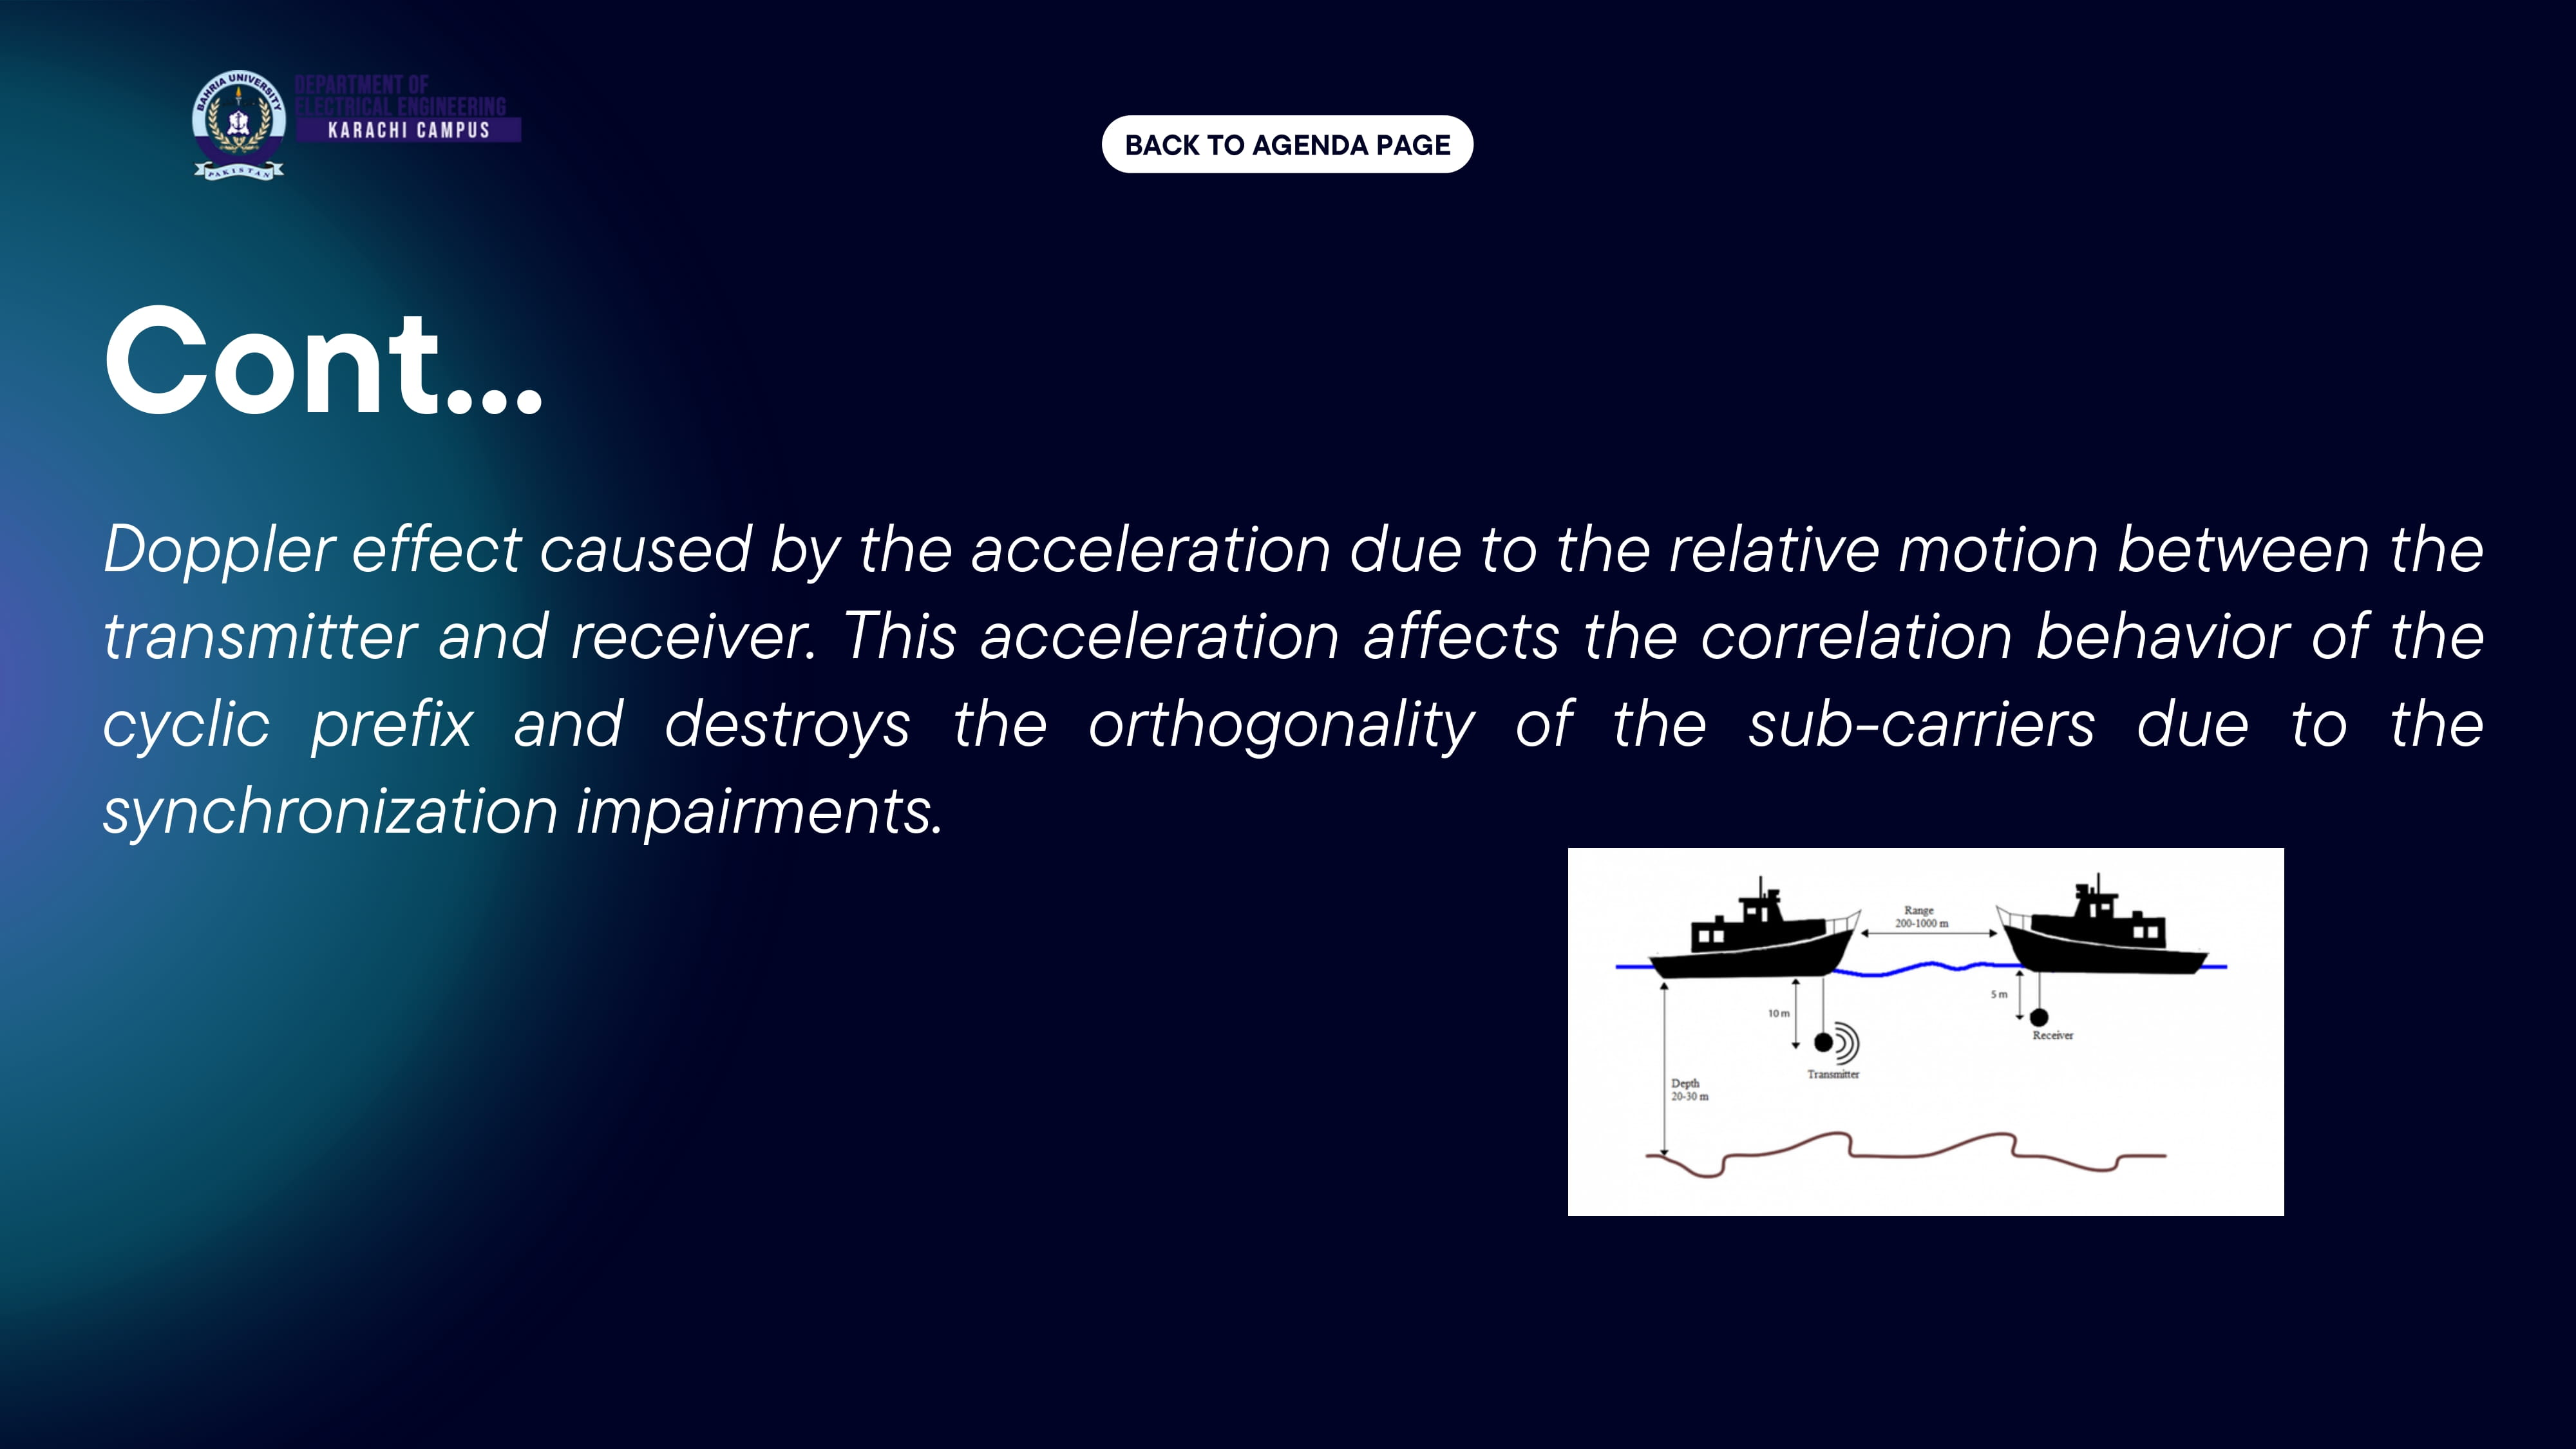 BAHRIA UNIVERSITY
PAKISTAN
DEPARTMENT OF
ELECTRICAL ENGINEERING
KARACHI CAMPUS
BACK TO AGENDA PAGE
Cont...
Doppler effect caused by the acceleration due to the relative motion between the
transmitter and receiver. This acceleration affects the correlation behavior of the
cyclic prefix and destroys the orthogonality of the sub-carriers due to the
synchronization impairments.
Range
200-1000 m
10 m
5 m
Receiver
Transmitter
Depth
20-30 m